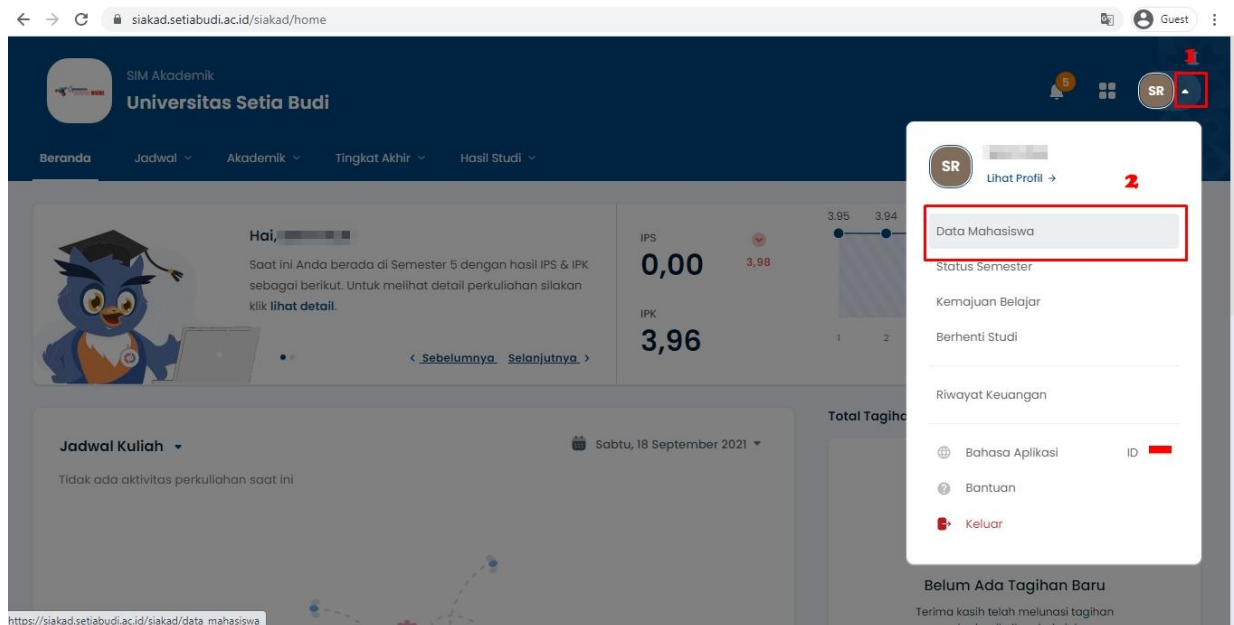 siakad.setiabudi.ac.id/siakad/home
Guest
1
SIM Akademik
Universitas Setia Budi
5
SR
Beranda Jadwal Akademik Tingkat Akhir Hasil Studi
SR
Lihat Profil →
2
Data Mahasiswa
Status Semester
Kemajuan Belajar
Berhenti Studi
Riwayat Keuangan
Bahasa Aplikasi ID
Bantuan
Keluar
Hai,
Saat ini Anda berada di Semester 5 dengan hasil IPS & IPK
sebagai berikut. Untuk melihat detail perkuliahan silakan
klik lihat detail.
< Sebelumnya Selanjutnya >
IPS
0,00 3,98
IPK
3,96
3.95 3.94
1 2
Jadwal Kuliah
Sabtu, 18 September 2021
Tidak ada aktivitas perkuliahan saat ini
Total
Belum Ada Tagihan Baru
Terima kasih telah melunasi tagihan
https://siakad.setiabudi.ac.id/siakad/data_mahasiswa